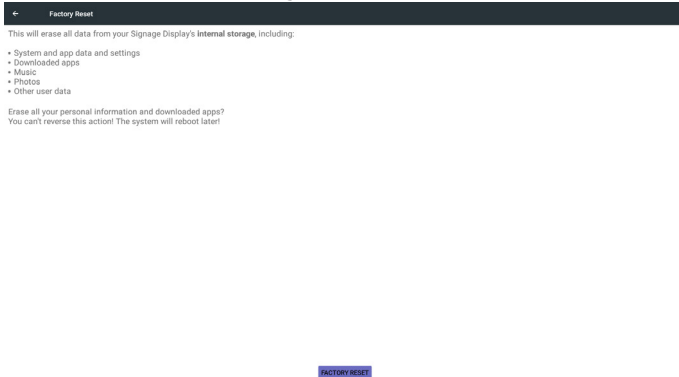 ← Factory Reset
This will erase all data from your Signage Display's internal storage, including:
• System and app data and settings
• Downloaded apps
• Music
• Photos
• Other user data
Erase all your personal information and downloaded apps?
You can't reverse this action! The system will reboot later!
FACTORY RESET